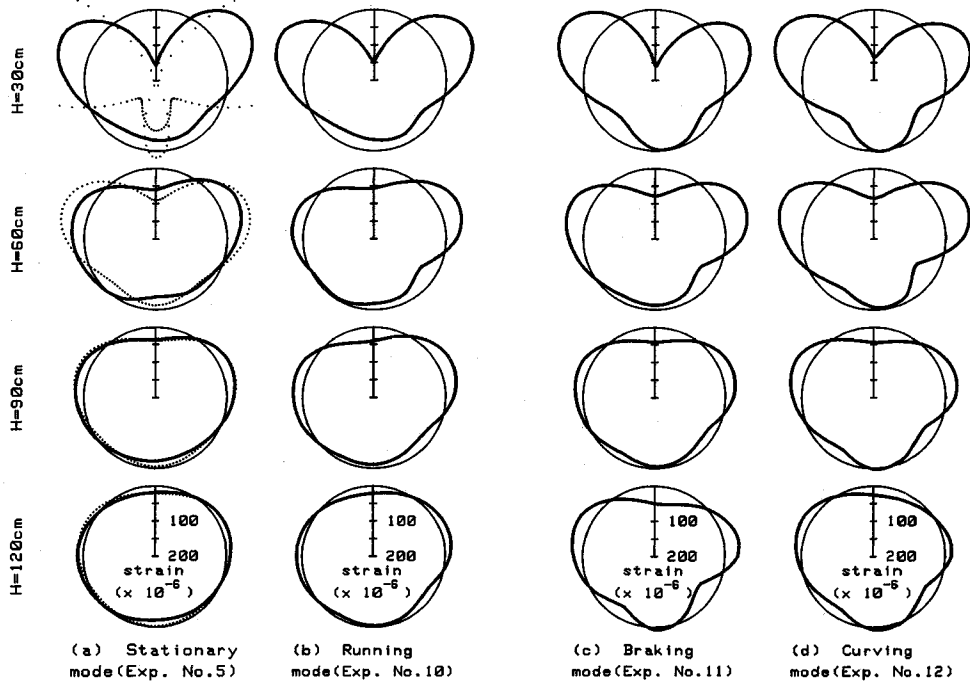 H=30cm
H=60cm
H=90cm
H=120cm
100
200
strain
(× 10⁻⁶)
100
200
strain
(× 10⁻⁶)
100
200
strain
(× 10⁻⁶)
100
200
strain
(× 10⁻⁶)
(a) Stationary
mode(Exp. No.5)
(b) Running
mode(Exp. No.10)
(c) Braking
mode(Exp. No.11)
(d) Curving
mode(Exp. No.12)